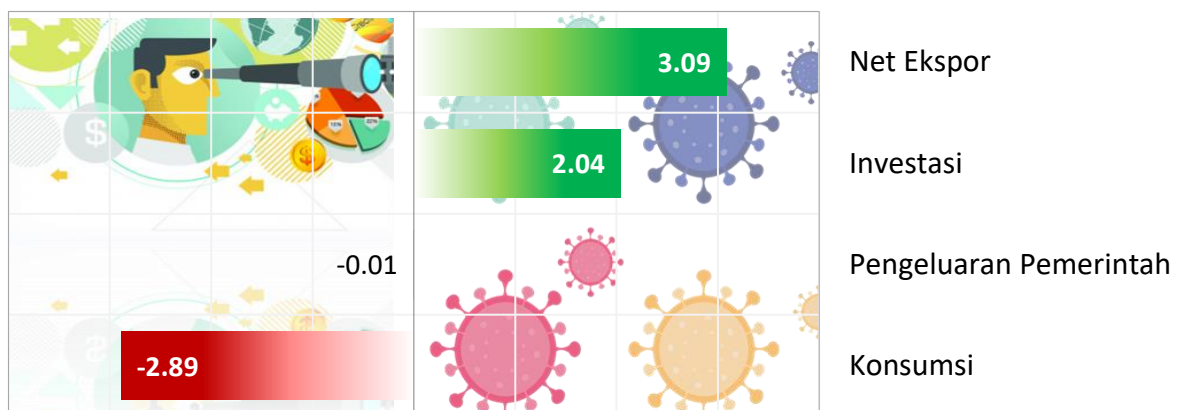 3.09 Net Ekspor
2.04 Investasi
-0.01 Pengeluaran Pemerintah
-2.89 Konsumsi
$